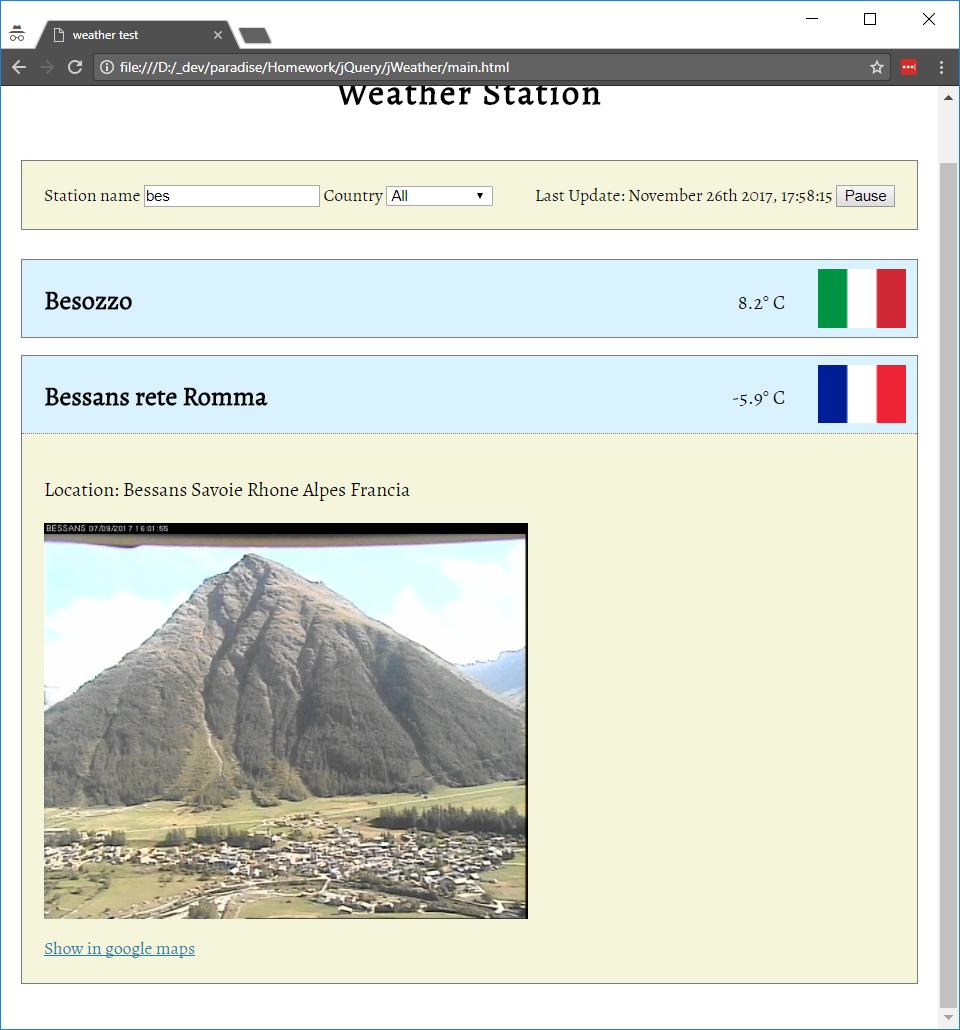 weather test
file:///D:/_dev/paradise/Homework/jQuery/jWeather/main.html
Weather Station
Station name bes Country All Last Update: November 26th 2017, 17:58:15 Pause
Besozzo 8.2° C
Bessans rete Romma -5.9° C
Location: Bessans Savoie Rhone Alpes Francia
BESSANS 07/09/2017 16:01:55
Show in google maps